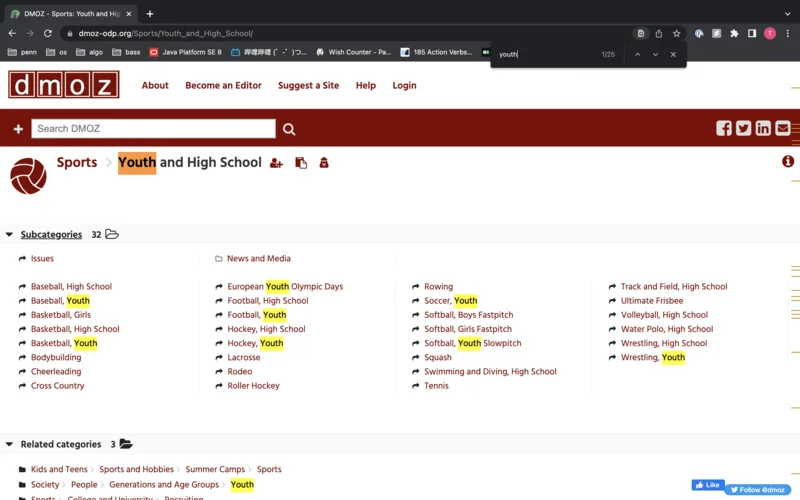 DMOZ - Sports: Youth and Hig
dmoz-odp.org/Sports/Youth_and_High_School/
T
penn
os
algo
bass
Java Platform SE 8
哔哩哔哩 (゜-゜)つ...
Wish Counter - Pa...
185 Action Verbs...
youth
1/25
dmoz
About
Become an Editor
Suggest a Site
Help
Login
Search DMOZ
Sports
Youth and High School
Subcategories 32
Issues
News and Media
Baseball, High School
Baseball, Youth
Basketball, Girls
Basketball, High School
Basketball, Youth
Bodybuilding
Cheerleading
Cross Country
European Youth Olympic Days
Football, High School
Football, Youth
Hockey, High School
Hockey, Youth
Lacrosse
Rodeo
Roller Hockey
Rowing
Soccer, Youth
Softball, Boys Fastpitch
Softball, Girls Fastpitch
Softball, Youth Slowpitch
Squash
Swimming and Diving, High School
Tennis
Track and Field, High School
Ultimate Frisbee
Volleyball, High School
Water Polo, High School
Wrestling, High School
Wrestling, Youth
Related categories 3
Kids and Teens Sports and Hobbies Summer Camps Sports
Society People Generations and Age Groups Youth
Sports College and University Recruiting
Like
Follow @dmoz